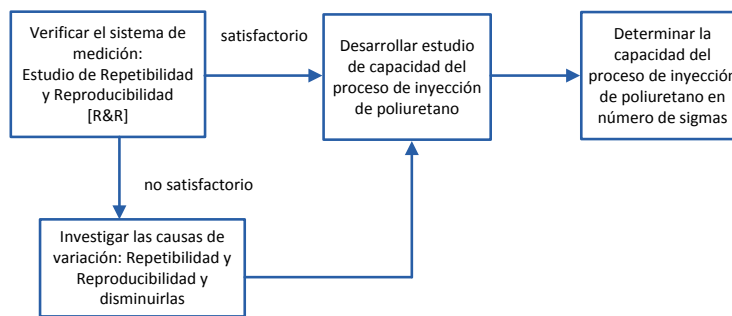 Verificar el sistema de
medición:
Estudio de Repetibilidad
y Reproducibilidad
[R&R]
satisfactorio
Desarrollar estudio
de capacidad del
proceso de inyección
de poliuretano
Determinar la
capacidad del
proceso de inyección
de poliuretano en
número de sigmas
no satisfactorio
Investigar las causas de
variación: Repetibilidad y
Reproducibilidad y
disminuirlas